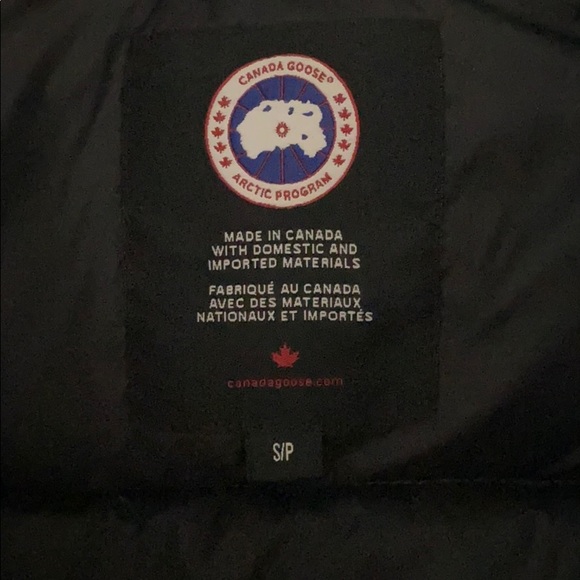 CANADA GOOSE®
ARCTIC PROGRAM
MADE IN CANADA
WITH DOMESTIC AND
IMPORTED MATERIALS
FABRIQUÉ AU CANADA
AVEC DES MATERIAUX
NATIONAUX ET IMPORTÉS
canadagoose.com
S/P